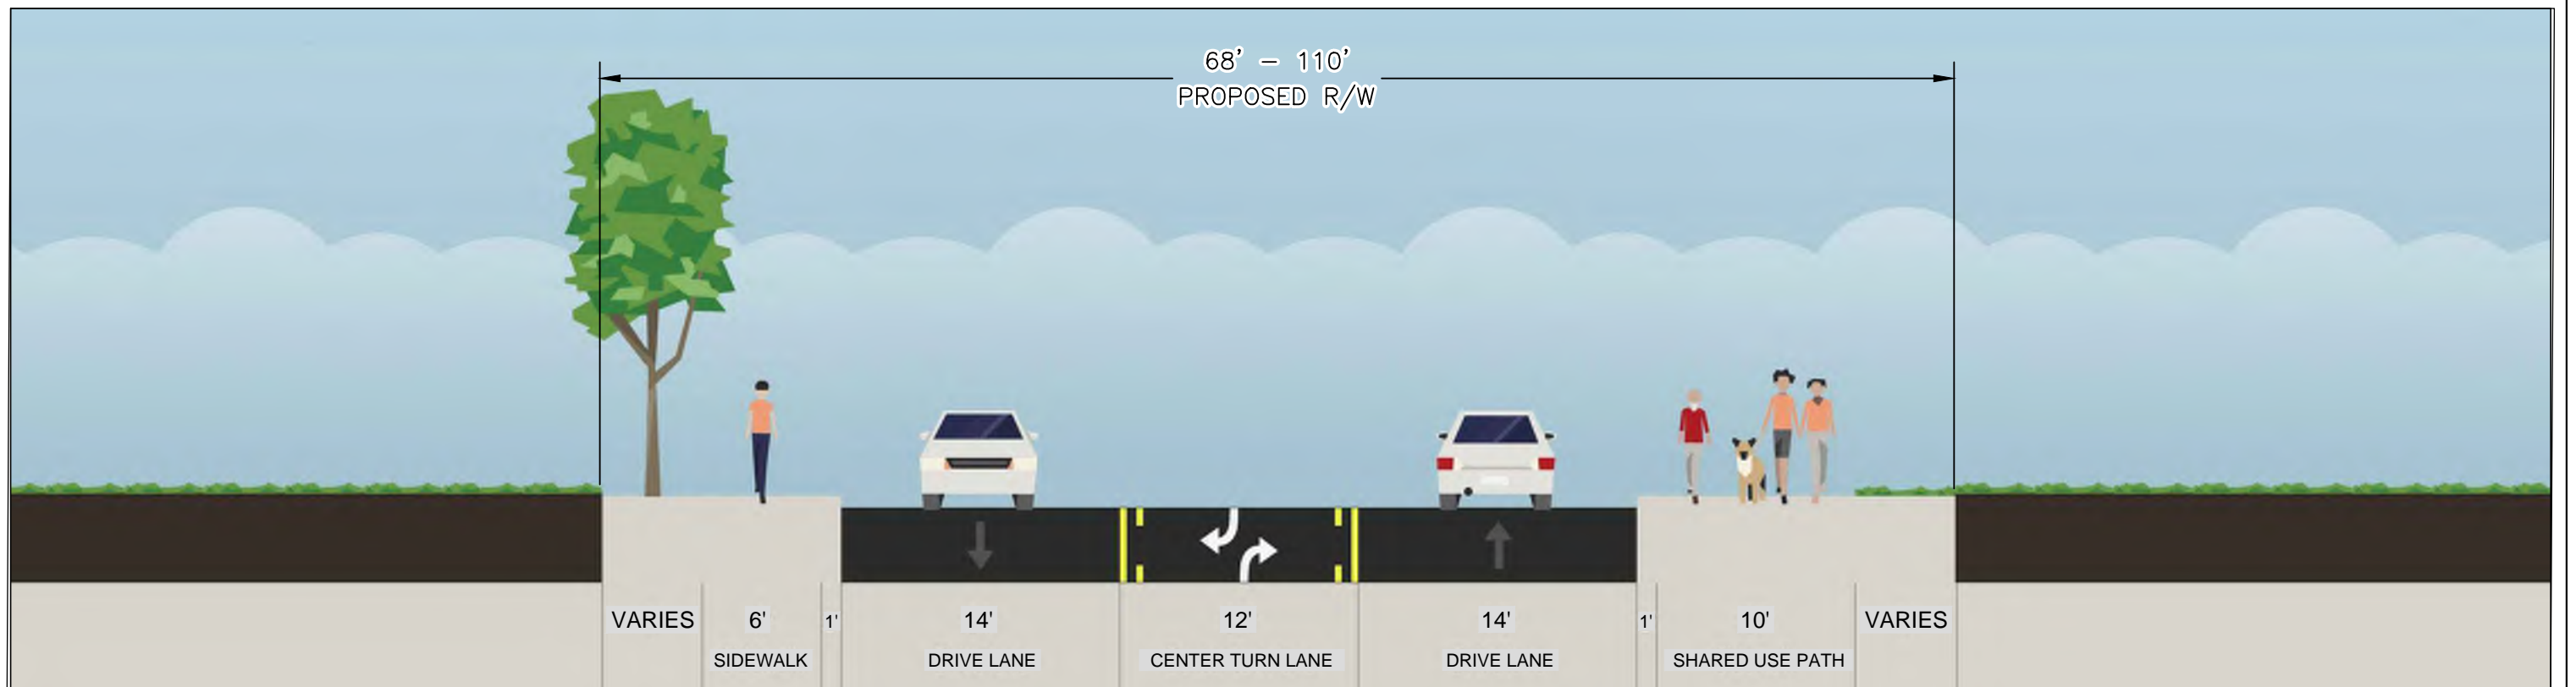 68' - 110'
PROPOSED R/W
VARIES 6' 1' 14' 12' 14' 1' 10' VARIES
SIDEWALK DRIVE LANE CENTER TURN LANE DRIVE LANE SHARED USE PATH